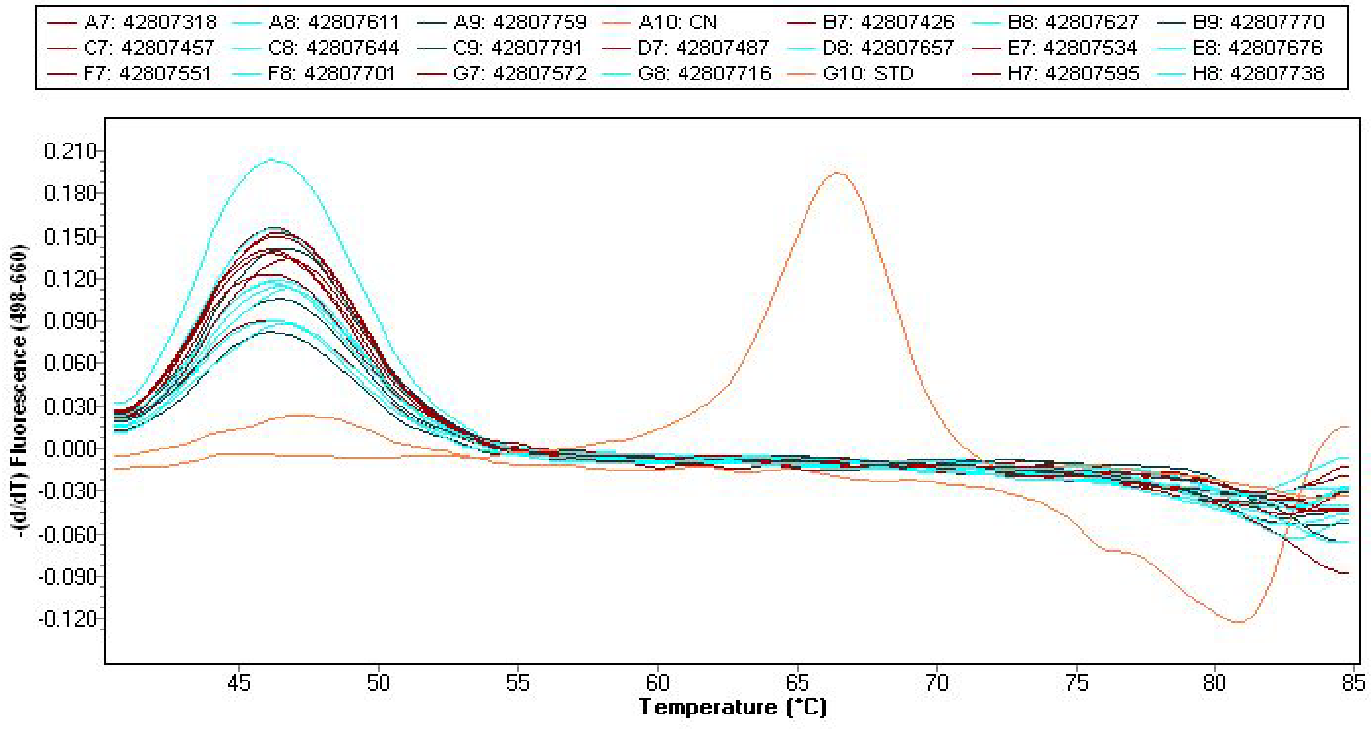 A7: 42807318 A8: 42807611 A9: 42807759 A10: CN B7: 42807426 B8: 42807627 B9: 42807770
C7: 42807457 C8: 42807644 C9: 42807791 D7: 42807487 D8: 42807657 E7: 42807534 E8: 42807676
F7: 42807551 F8: 42807701 G7: 42807572 G8: 42807716 G10: STD H7: 42807595 H8: 42807738
0.210
0.180
0.150
0.120
0.090
0.060
0.030
0.000
-0.030
-0.060
-0.090
-0.120
-(d/dT) Fluorescence (498-660)
45 50 55 60 65 70 75 80 85
Temperature (°C)